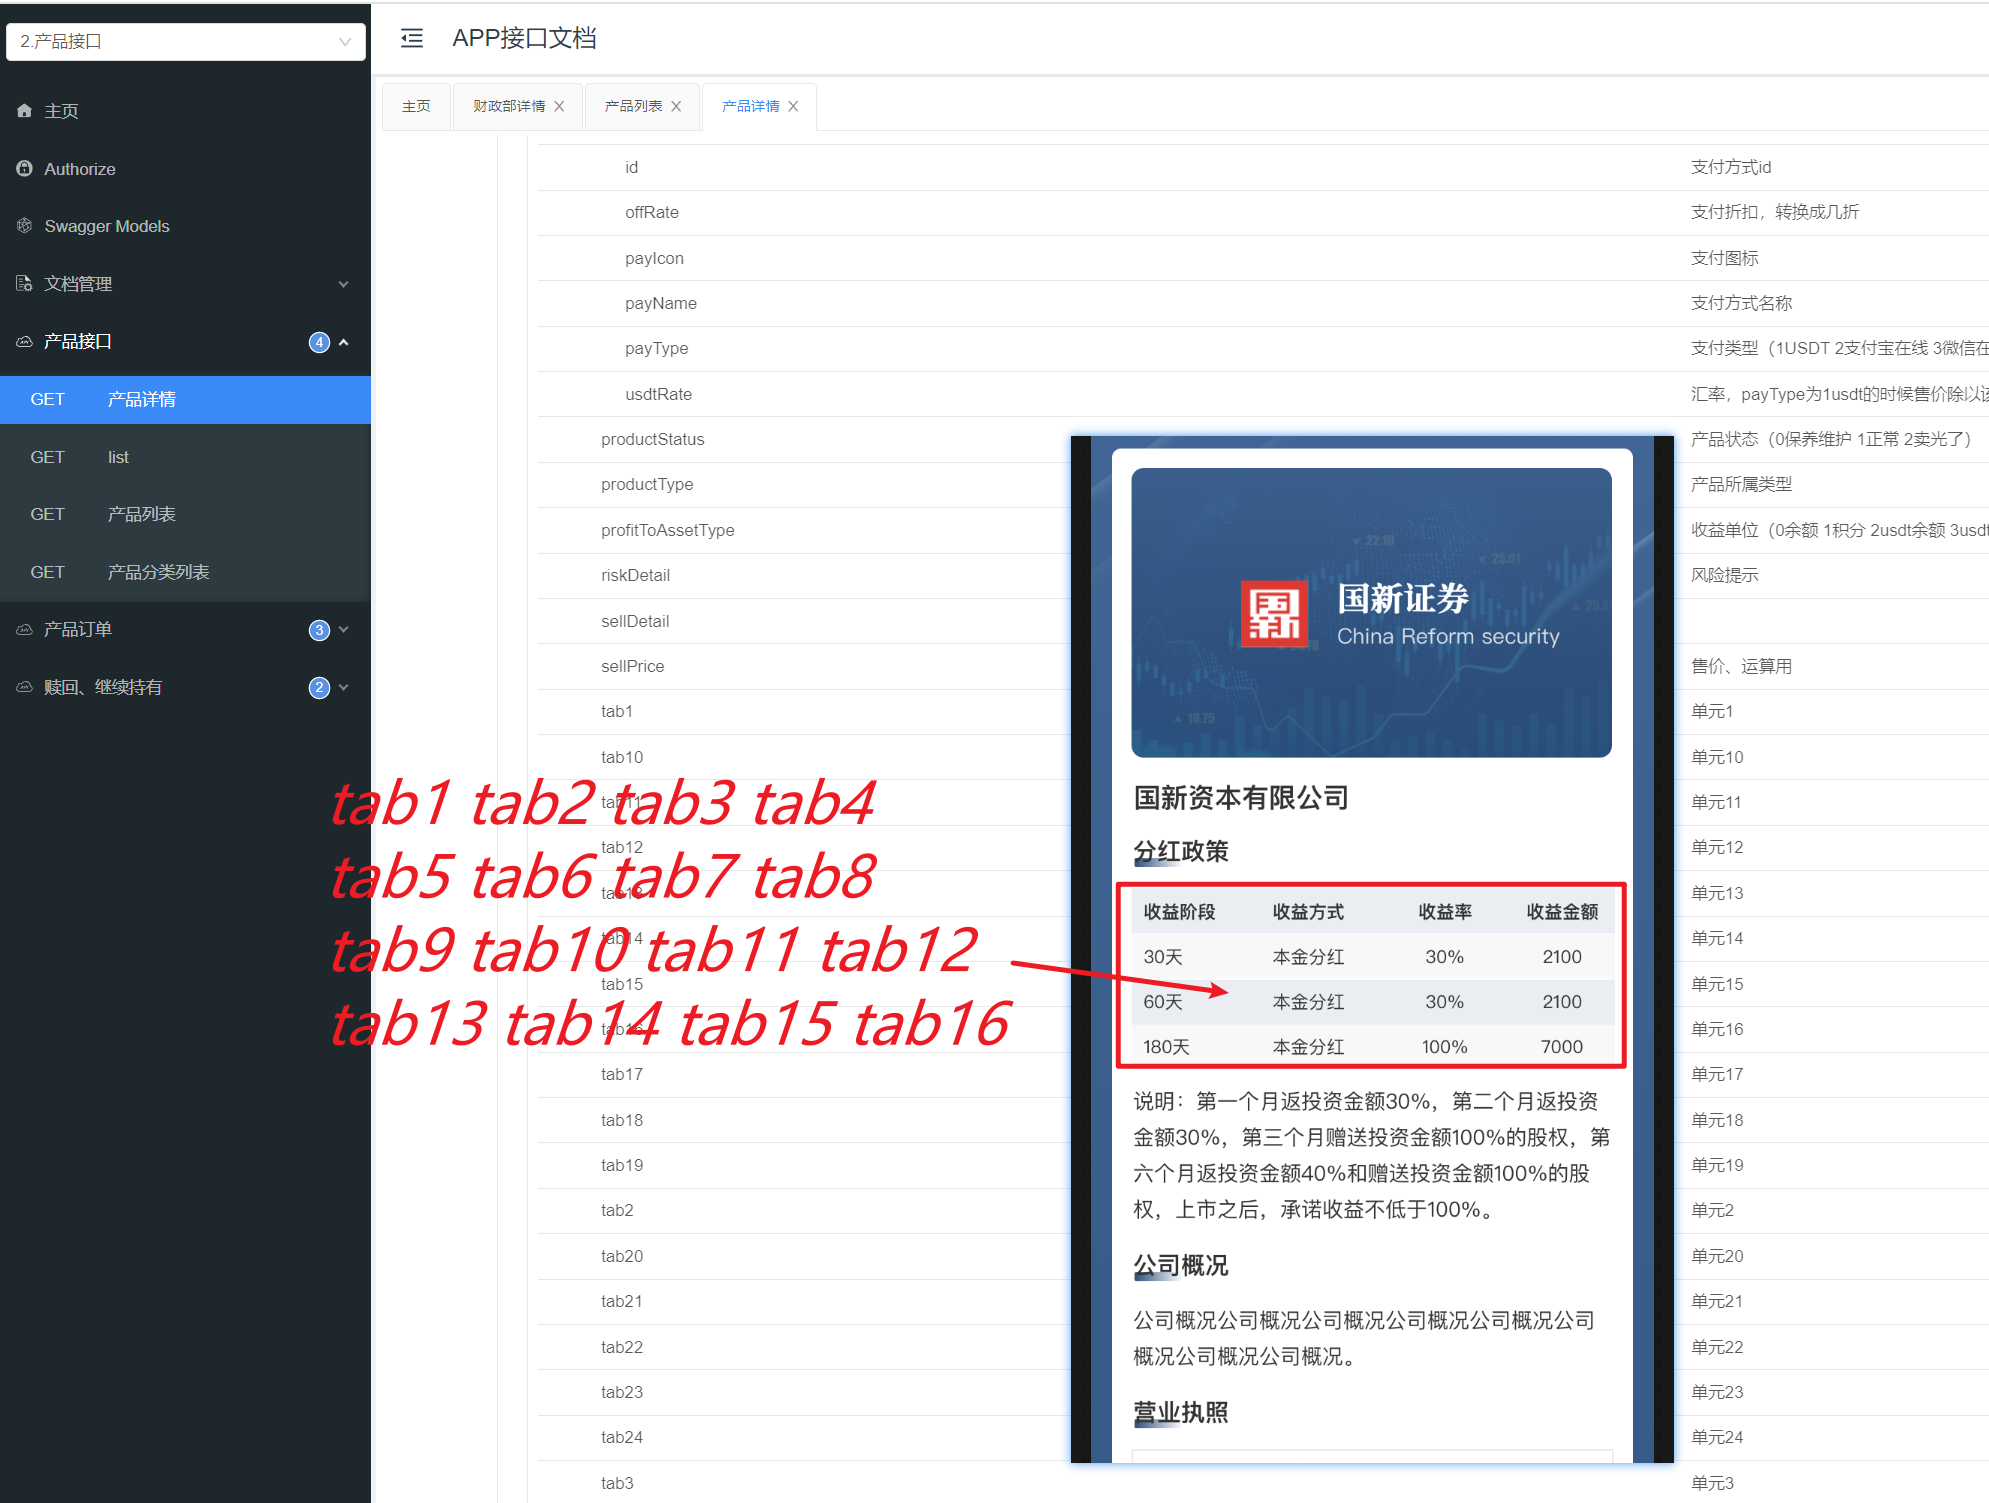 2.产品接口
APP接口文档
主页
财政部详情
产品列表
产品详情
主页
Authorize
Swagger Models
文档管理
产品接口 4
GET 产品详情
GET list
GET 产品列表
GET 产品分类列表
产品订单 3
赎回、继续持有 2
id 支付方式id
offRate 支付折扣，转换成几折
payIcon 支付图标
payName 支付方式名称
payType 支付类型（1USDT 2支付宝在线 3微信在
usdtRate 汇率，payType为1usdt的时候售价除以该
productStatus 产品状态（0保养维护 1正常 2卖光了）
productType 产品所属类型
profitToAssetType 收益单位（0余额 1积分 2usdt余额 3usdt
riskDetail 风险提示
sellDetail
sellPrice 售价、运算用
tab1 单元1
tab10 单元10
tab11 单元11
tab12 单元12
tab13 单元13
tab14 单元14
tab15 单元15
tab16 单元16
tab17 单元17
tab18 单元18
tab19 单元19
tab2 单元2
tab20 单元20
tab21 单元21
tab22 单元22
tab23 单元23
tab24 单元24
tab3 单元3
tab1 tab2 tab3 tab4
tab5 tab6 tab7 tab8
tab9 tab10 tab11 tab12
tab13 tab14 tab15 tab16
22.16
25.01
18.75
国新证券
China Reform security
国新资本有限公司
分红政策
收益阶段 收益方式 收益率 收益金额
30天 本金分红 30% 2100
60天 本金分红 30% 2100
180天 本金分红 100% 7000
说明：第一个月返投资金额30%，第二个月返投资
金额30%，第三个月赠送投资金额100%的股权，第
六个月返投资金额40%和赠送投资金额100%的股
权，上市之后，承诺收益不低于100%。
公司概况
公司概况公司概况公司概况公司概况公司概况公司
概况公司概况公司概况。
营业执照